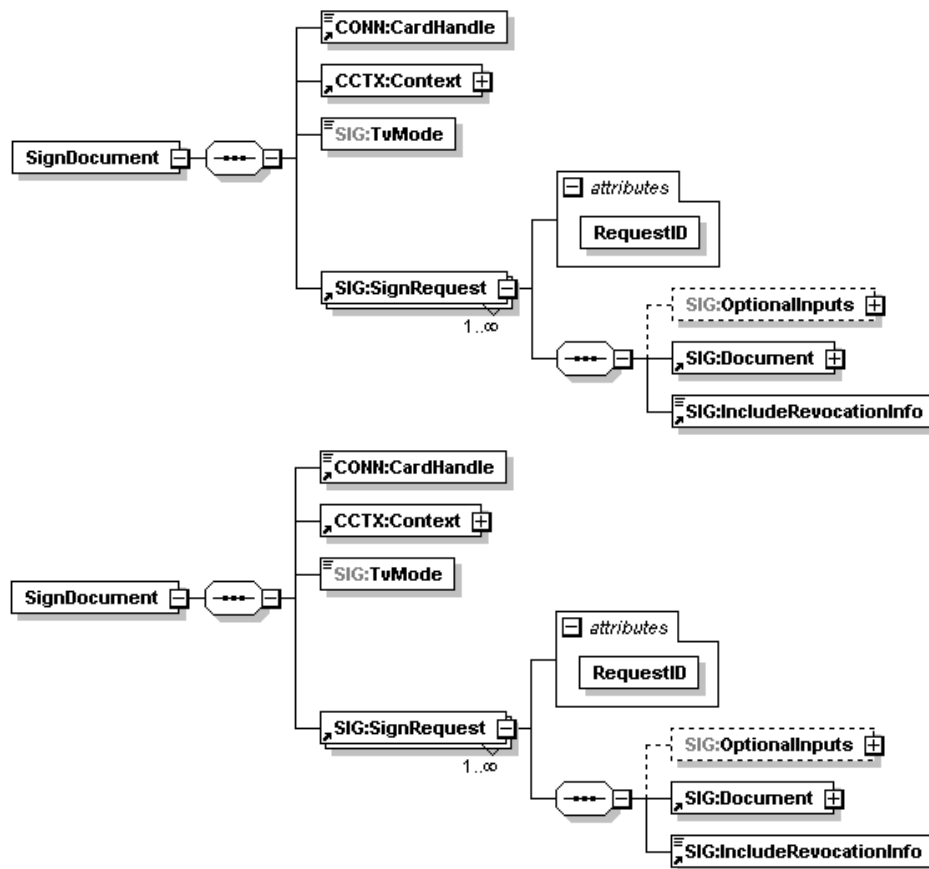 CONN:CardHandle
CCTX:Context
SIG:TvMode
SignDocument
attributes
RequestID
SIG:SignRequest
1..∞
SIG:OptionalInputs
SIG:Document
SIG:IncludeRevocationInfo
CONN:CardHandle
CCTX:Context
SIG:TvMode
SignDocument
attributes
RequestID
SIG:SignRequest
1..∞
SIG:OptionalInputs
SIG:Document
SIG:IncludeRevocationInfo